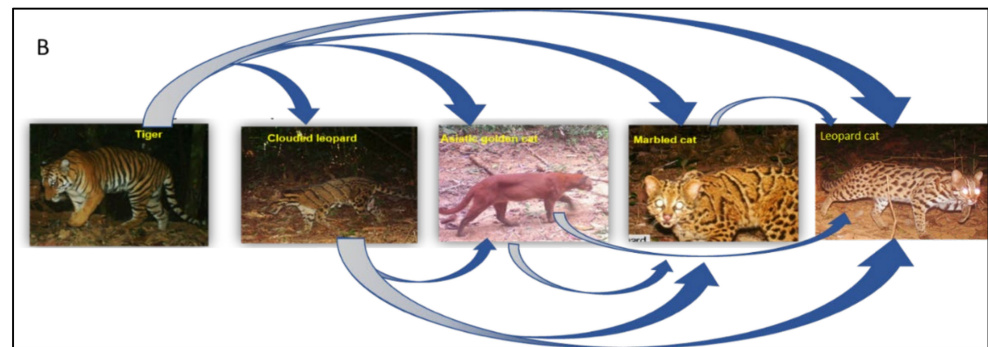 B
Tiger
Clouded leopard
Asiatic golden cat
Marbled cat
Leopard cat